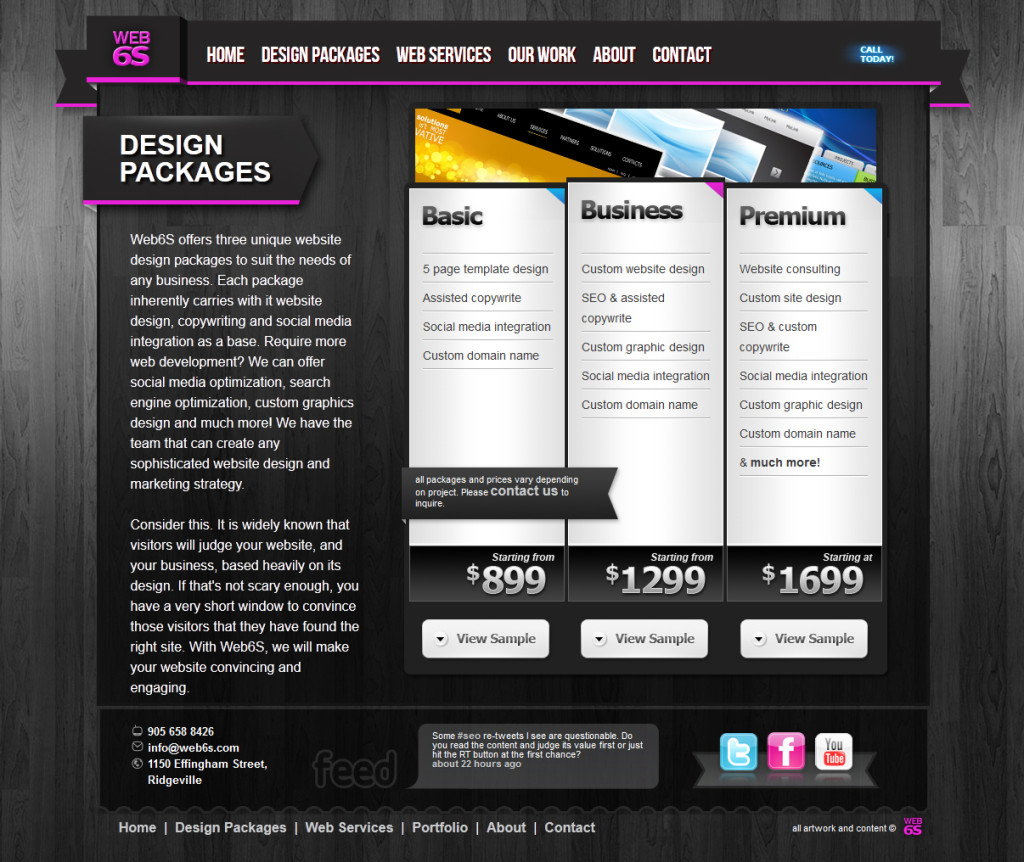 WEB
6S
HOME DESIGN PACKAGES WEB SERVICES OUR WORK ABOUT CONTACT
CALL
TODAY!
DESIGN
PACKAGES
Web6S offers three unique website
design packages to suit the needs of
any business. Each package
inherently carries with it website
design, copywriting and social media
integration as a base. Require more
web development? We can offer
social media optimization, search
engine optimization, custom graphics
design and much more! We have the
team that can create any
sophisticated website design and
marketing strategy.
Consider this. It is widely known that
visitors will judge your website, and
your business, based heavily on its
design. If that's not scary enough, you
have a very short window to convince
those visitors that they have found the
right site. With Web6S, we will make
your website convincing and
engaging.
solutions
VATIVE
ABOUT US
SERVICES
PARTNERS
SOLUTIONS
CONTACTS
PROJECTS
Basic
5 page template design
Assisted copywrite
Social media integration
Custom domain name
all packages and prices vary depending
on project. Please contact us to
inquire.
Starting from
$899
View Sample
Business
Custom website design
SEO & assisted
copywrite
Custom graphic design
Social media integration
Custom domain name
Starting from
$1299
View Sample
Premium
Website consulting
Custom site design
SEO & custom
copywrite
Social media integration
Custom graphic design
Custom domain name
& much more!
Starting at
$1699
View Sample
905 658 8426
info@web6s.com
1150 Effingham Street,
Ridgeville
feed
Some #seo re-tweets I see are questionable. Do
you read the content and judge its value first or just
hit the RT button at the first chance?
about 22 hours ago
You
Tube
Home | Design Packages | Web Services | Portfolio | About | Contact
all artwork and content ©
WEB
6S